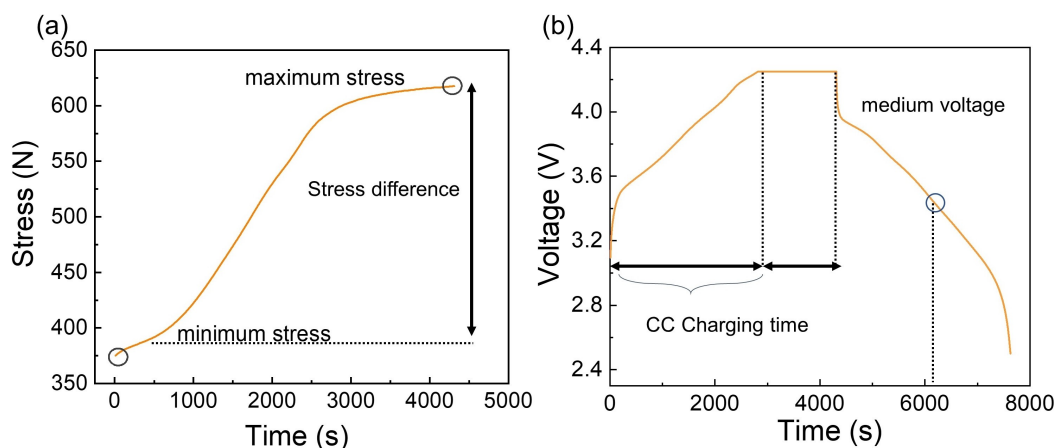 (a)
650
600
550
500
450
400
350
Stress (N)
maximum stress
Stress difference
minimum stress
0 1000 2000 3000 4000 5000
Time (s)
(b)
4.4
4.0
3.6
3.2
2.8
2.4
Voltage (V)
medium voltage
CC Charging time
0 2000 4000 6000 8000
Time (s)